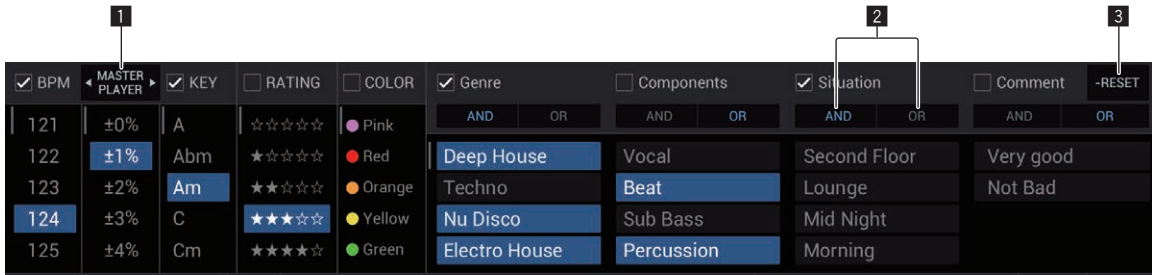 1 2 3
BPM MASTER PLAYER KEY RATING COLOR Genre Components Situation Comment -RESET
AND OR AND OR AND OR AND OR
121 ±0% A ☆☆☆☆☆ Pink
122 ±1% Abm ★☆☆☆☆ Red Deep House Vocal Second Floor Very good
123 ±2% Am ★★☆☆☆ Orange Techno Beat Lounge Not Bad
124 ±3% C ★★★☆☆ Yellow Nu Disco Sub Bass Mid Night
125 ±4% Cm ★★★★☆ Green Electro House Percussion Morning